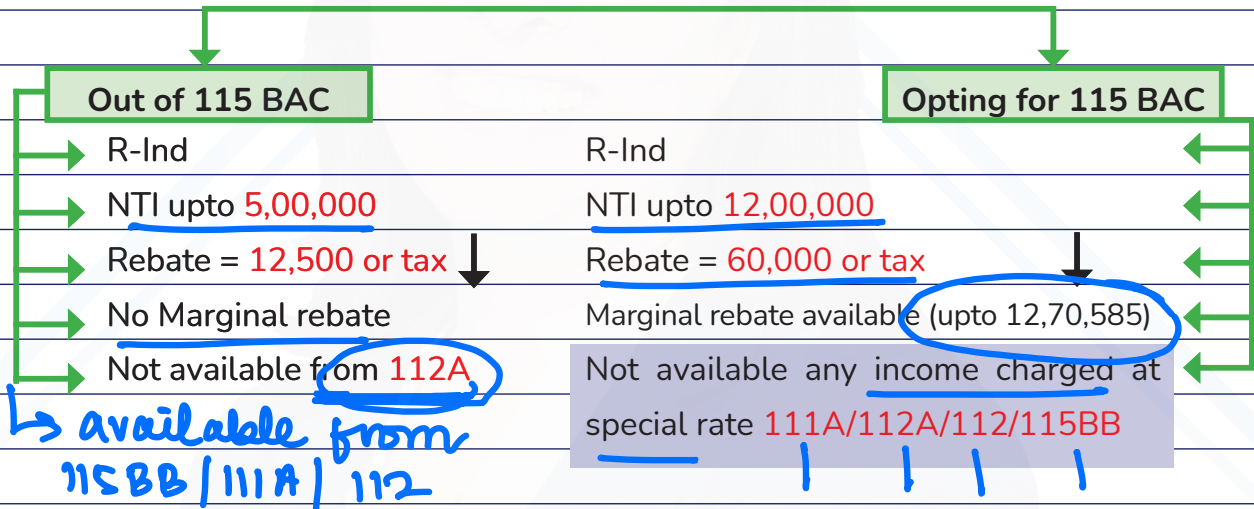 Out of 115 BAC
R-Ind
NTI upto 5,00,000
Rebate = 12,500 or tax
No Marginal rebate
Not available from 112A
available from
115BB/111A/112
Opting for 115 BAC
R-Ind
NTI upto 12,00,000
Rebate = 60,000 or tax
Marginal rebate available (upto 12,70,585)
Not available any income charged at
special rate 111A/112A/112/115BB